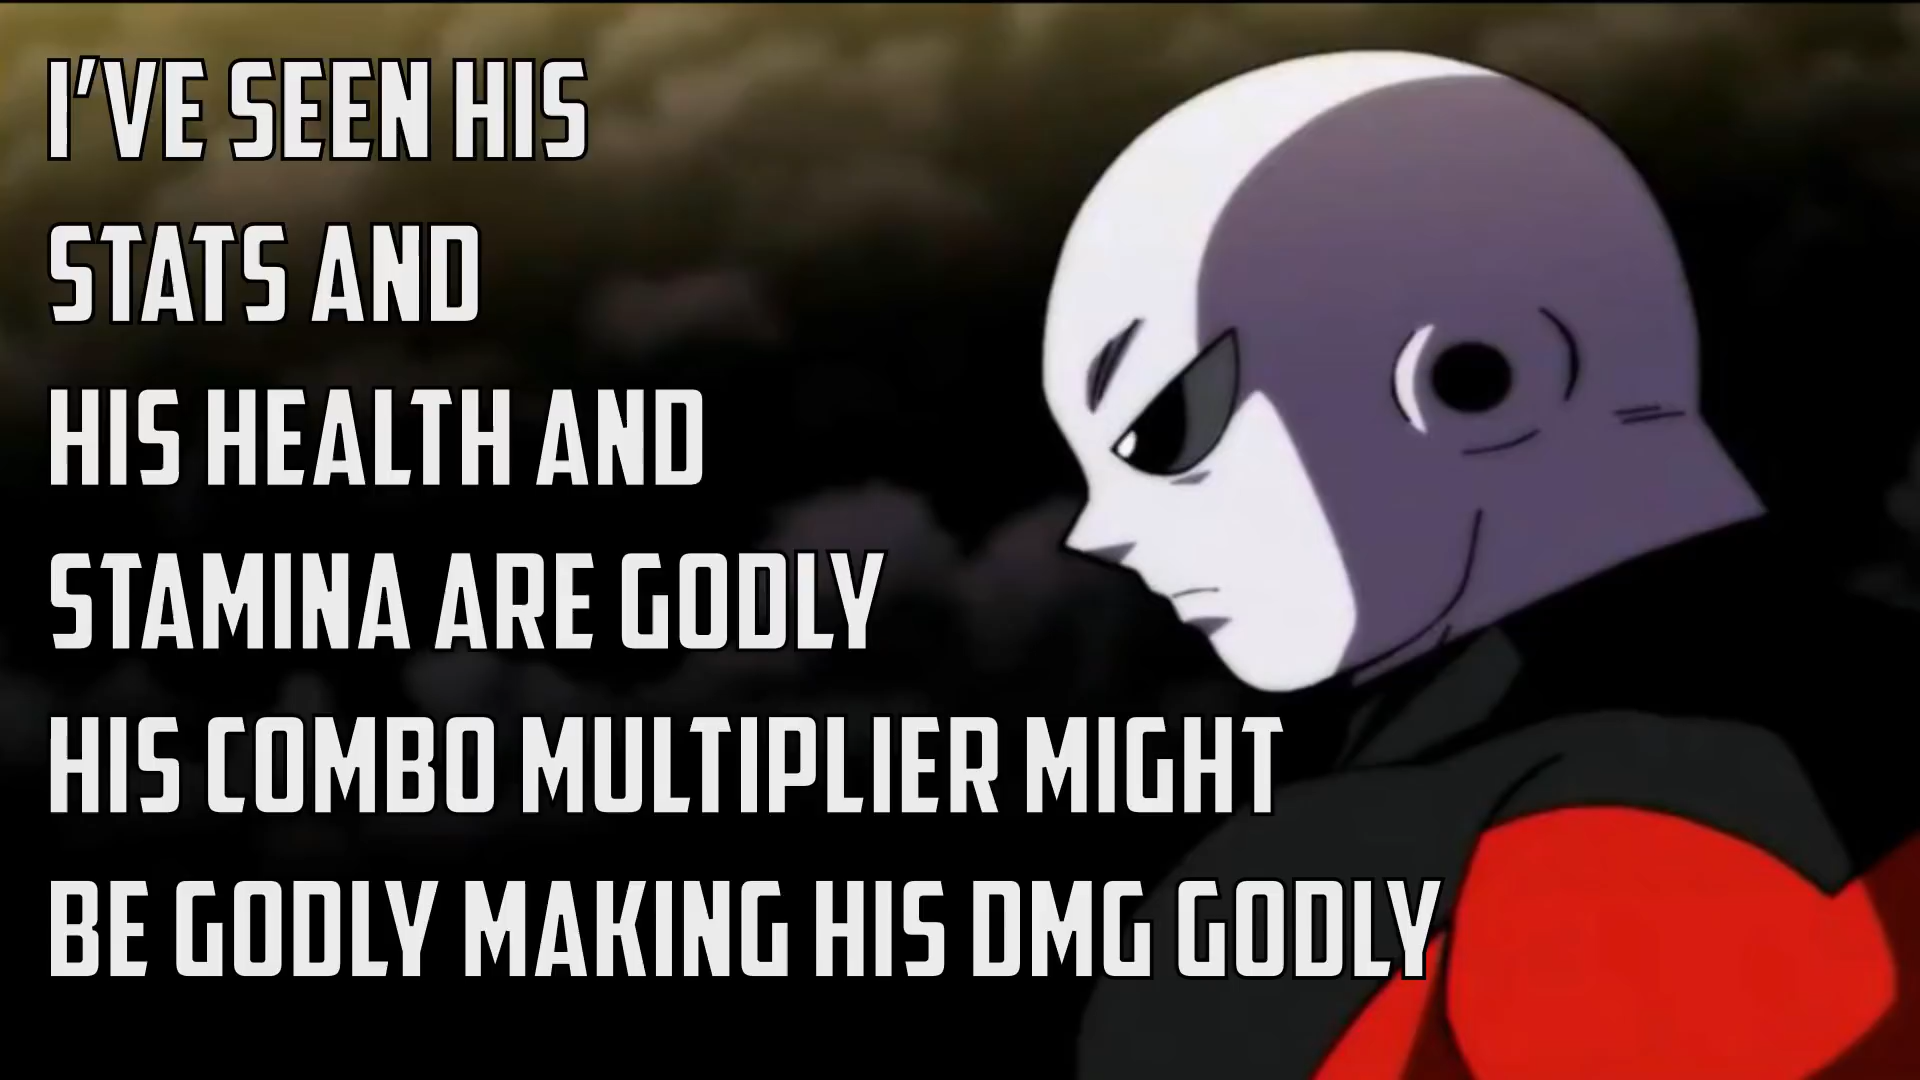 I'VE SEEN HIS
STATS AND
HIS HEALTH AND
STAMINA ARE GODLY
HIS COMBO MULTIPLIER MIGHT
BE GODLY MAKING HIS DMG GODLY